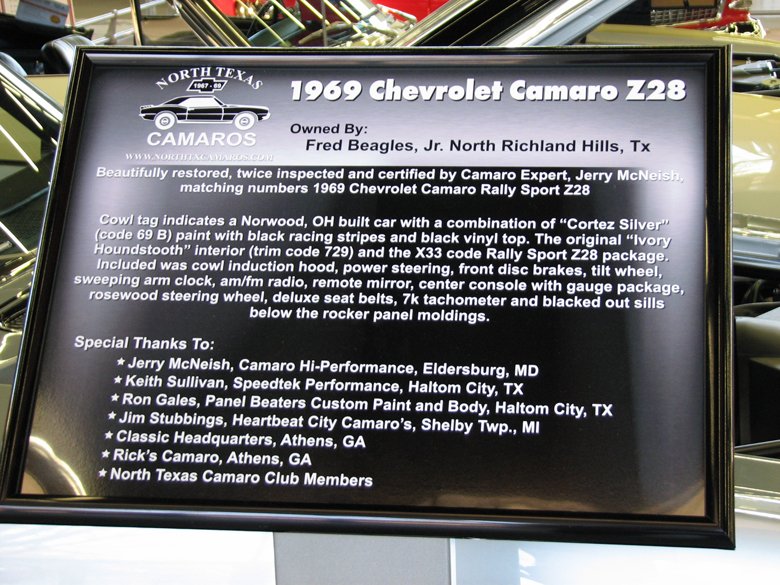 NORTH TEXAS
1967 - 69
CAMAROS
WWW.NORTHTXCAMAROS.COM
1969 Chevrolet Camaro Z28
Owned By:
Fred Beagles, Jr. North Richland Hills, Tx
Beautifully restored, twice inspected and certified by Camaro Expert, Jerry McNeish,
matching numbers 1969 Chevrolet Camaro Rally Sport Z28
Cowl tag indicates a Norwood, OH built car with a combination of “Cortez Silver”
(code 69 B) paint with black racing stripes and black vinyl top. The original “Ivory
Houndstooth” interior (trim code 729) and the X33 code Rally Sport Z28 package.
Included was cowl induction hood, power steering, front disc brakes, tilt wheel,
sweeping arm clock, am/fm radio, remote mirror, center console with gauge package,
rosewood steering wheel, deluxe seat belts, 7k tachometer and blacked out sills
below the rocker panel moldings.
Special Thanks To:
★ Jerry McNeish, Camaro Hi-Performance, Eldersburg, MD
★ Keith Sullivan, Speedtek Performance, Haltom City, TX
★ Ron Gales, Panel Beaters Custom Paint and Body, Haltom City, TX
★ Jim Stubbings, Heartbeat City Camaro’s, Shelby Twp., MI
★ Classic Headquarters, Athens, GA
★ Rick’s Camaro, Athens, GA
★ North Texas Camaro Club Members